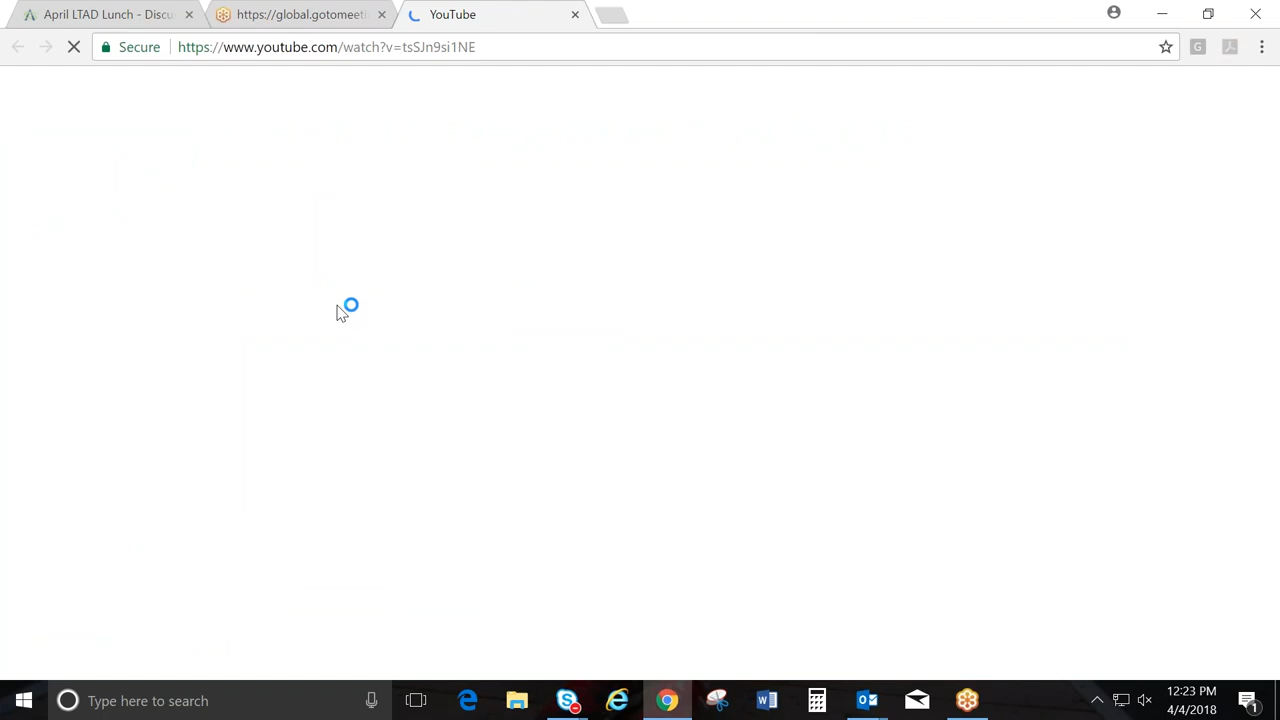 April LTAD Lunch - Discu
https://global.gotomeeti
YouTube
Secure
https://www.youtube.com/watch?v=tsSJn9si1NE
G
Type here to search
12:23 PM
4/4/2018
1